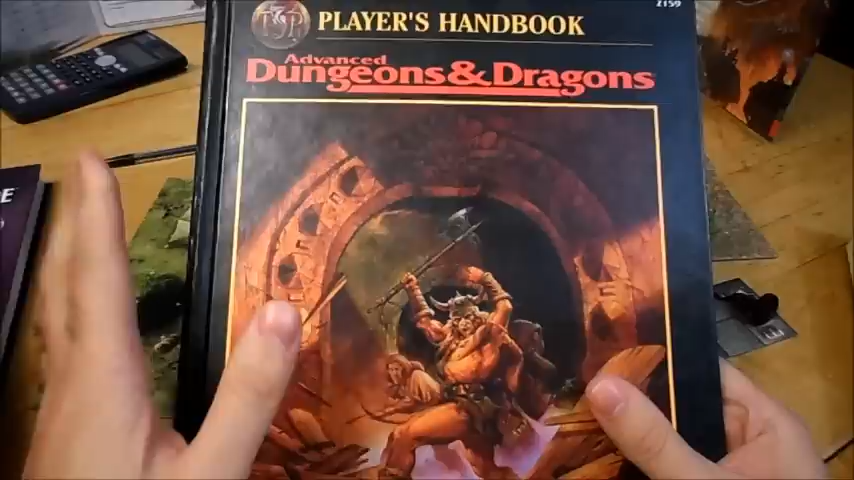 2159
TSR
PLAYER'S HANDBOOK
Advanced
Dungeons & Dragons